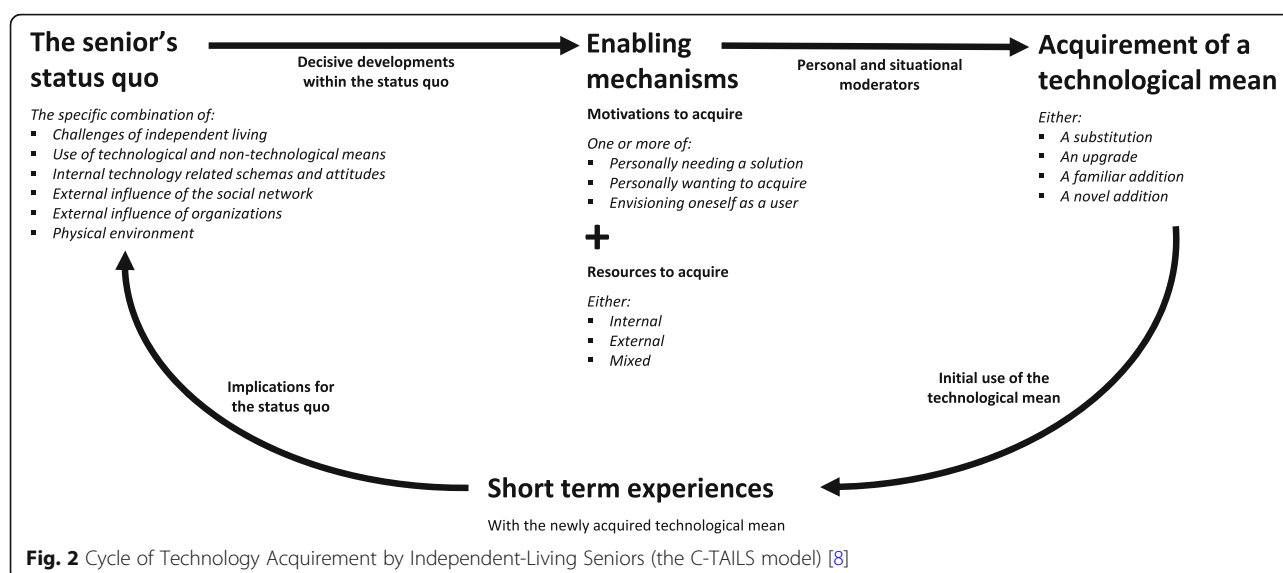 The senior's
status quo
Decisive developments
within the status quo
The specific combination of:
▪ Challenges of independent living
▪ Use of technological and non-technological means
▪ Internal technology related schemas and attitudes
▪ External influence of the social network
▪ External influence of organizations
▪ Physical environment
Enabling
mechanisms
Personal and situational
moderators
Motivations to acquire
One or more of:
▪ Personally needing a solution
▪ Personally wanting to acquire
▪ Envisioning oneself as a user
+
Resources to acquire
Either:
▪ Internal
▪ External
▪ Mixed
Acquirement of a
technological mean
Either:
▪ A substitution
▪ An upgrade
▪ A familiar addition
▪ A novel addition
Initial use of the
technological mean
Short term experiences
With the newly acquired technological mean
Implications for
the status quo
Fig. 2 Cycle of Technology Acquirement by Independent-Living Seniors (the C-TAILS model) [8]